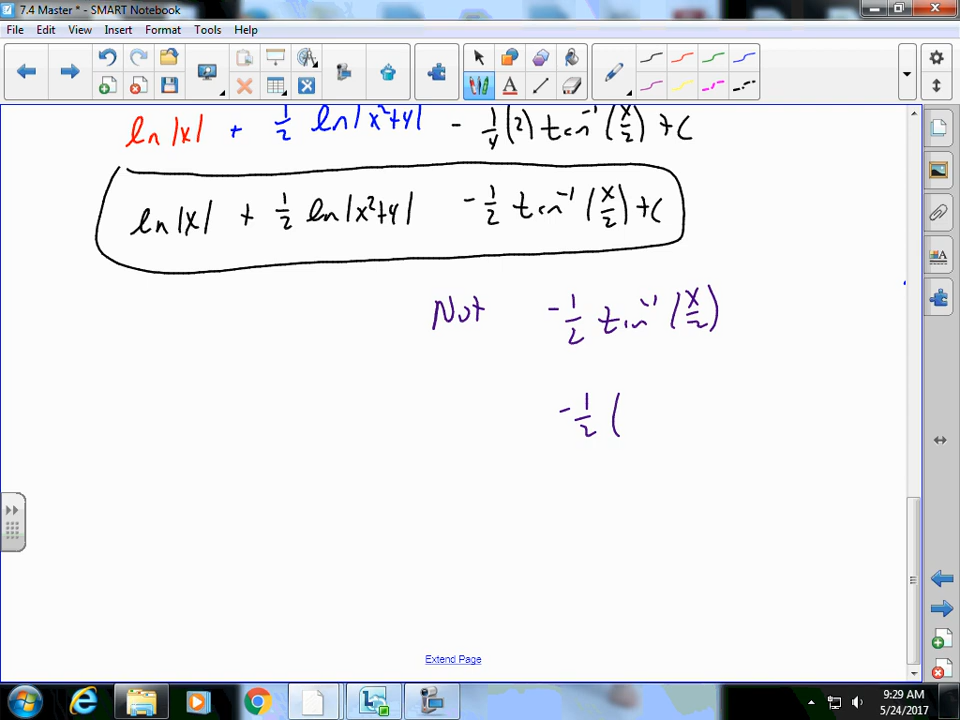 7.4 Master * - SMART Notebook
File Edit View Insert Format Tools Help
ln|x| + 1/2 ln|x²+4| - 1/4(2) tan⁻¹(x/2) + C
ln|x| + 1/2 ln|x²+4| - 1/2 tan⁻¹(x/2) + C
Not -1/2 tan⁻¹(x/2)
-1/2 (
Extend Page
9:29 AM
5/24/2017